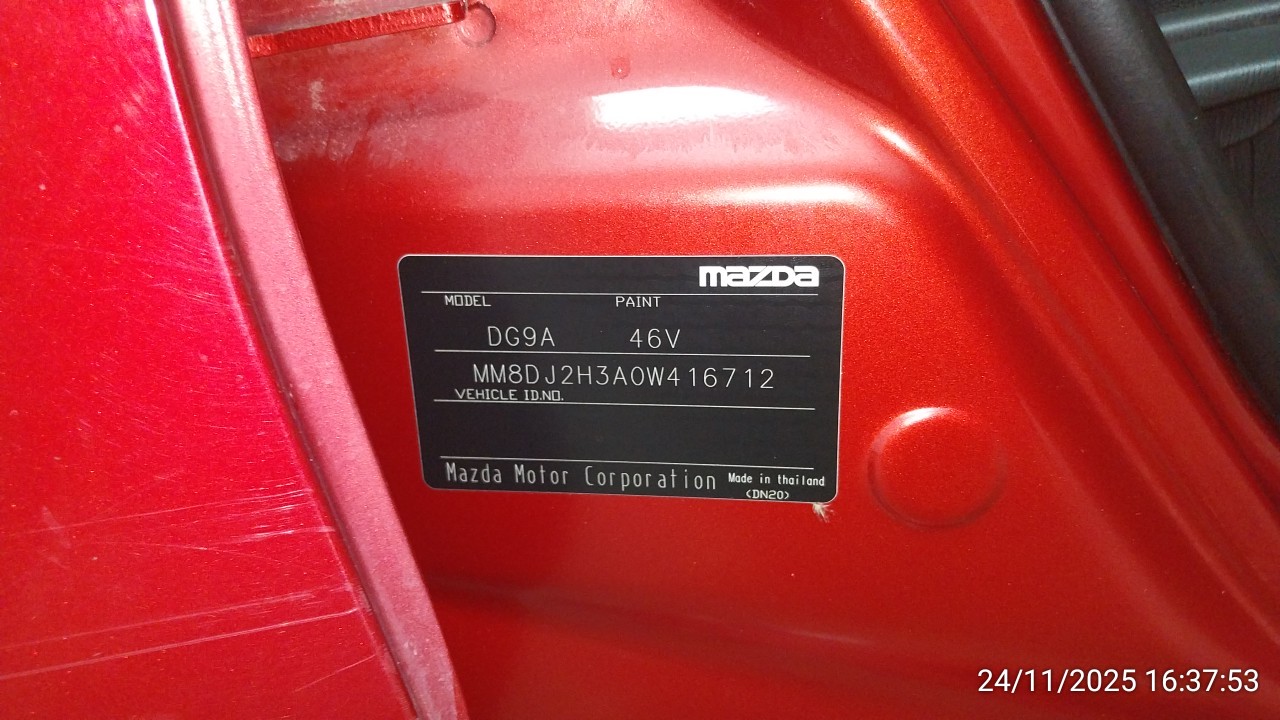 mazda
MODEL PAINT
DG9A 46V
MM8DJ2H3A0W416712
VEHICLE ID.NO.
Mazda Motor Corporation Made in thailand
(DN20)
24/11/2025 16:37:53